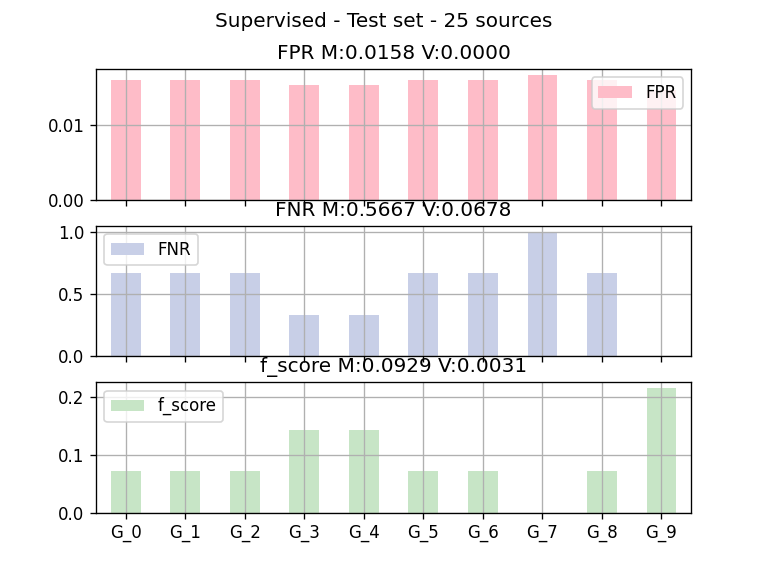 Supervised - Test set - 25 sources
FPR M:0.0158 V:0.0000
FPR
0.01
0.00
FNR M:0.5667 V:0.0678
FNR
1.0
0.5
0.0
f_score M:0.0929 V:0.0031
f_score
0.2
0.1
0.0
G_0 G_1 G_2 G_3 G_4 G_5 G_6 G_7 G_8 G_9